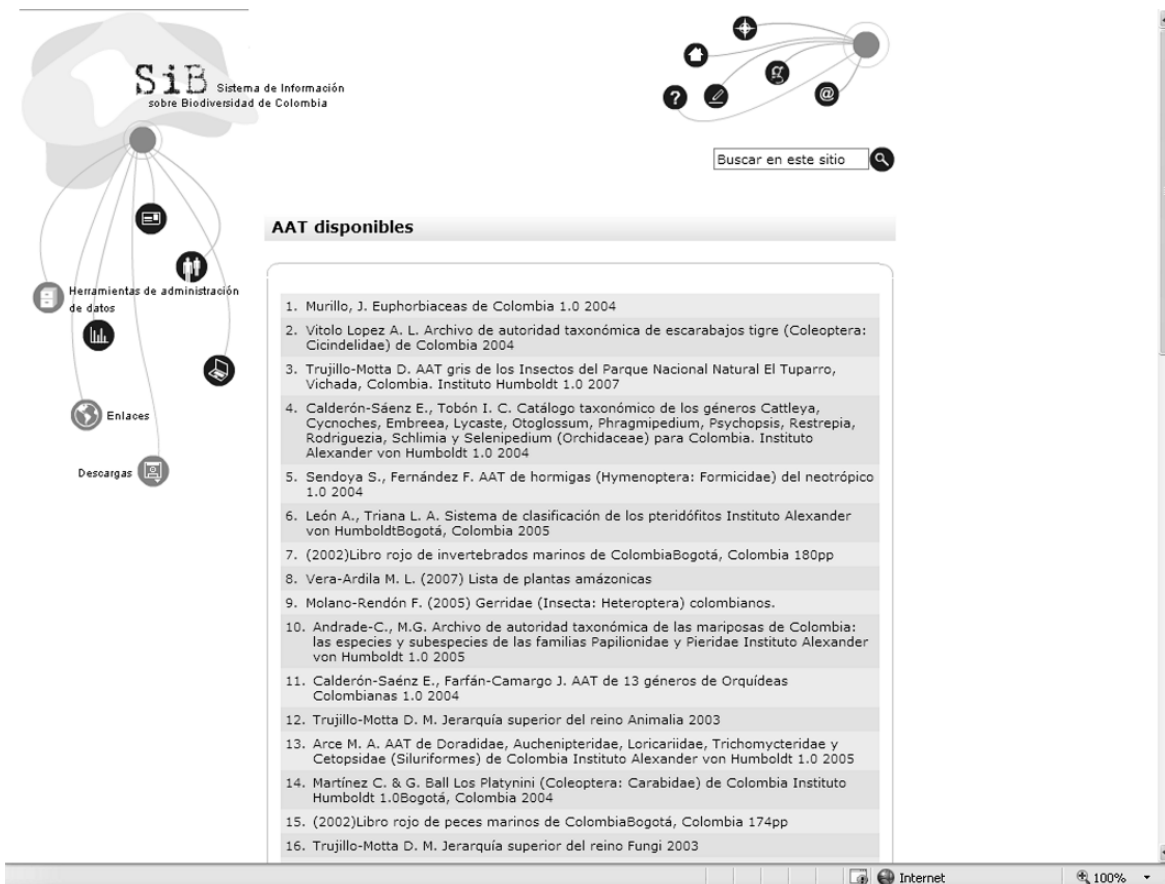 SiB Sistema de Información
sobre Biodiversidad de Colombia
?
g
@
Buscar en este sitio
Herramientas de administración
de datos
Enlaces
Descargas
AAT disponibles
1. Murillo, J. Euphorbiaceas de Colombia 1.0 2004
2. Vitolo Lopez A. L. Archivo de autoridad taxonómica de escarabajos tigre (Coleoptera:
Cicindelidae) de Colombia 2004
3. Trujillo-Motta D. AAT gris de los Insectos del Parque Nacional Natural El Tuparro,
Vichada, Colombia. Instituto Humboldt 1.0 2007
4. Calderón-Sáenz E., Tobón I. C. Catálogo taxonómico de los géneros Cattleya,
Cycnoches, Embreea, Lycaste, Otoglossum, Phragmipedium, Psychopsis, Restrepia,
Rodriguezia, Schlimia y Selenipedium (Orchidaceae) para Colombia. Instituto
Alexander von Humboldt 1.0 2004
5. Sendoya S., Fernández F. AAT de hormigas (Hymenoptera: Formicidae) del neotrópico
1.0 2004
6. León A., Triana L. A. Sistema de clasificación de los pteridófitos Instituto Alexander
von HumboldtBogotá, Colombia 2005
7. (2002)Libro rojo de invertebrados marinos de ColombiaBogotá, Colombia 180pp
8. Vera-Ardila M. L. (2007) Lista de plantas amázonicas
9. Molano-Rendón F. (2005) Gerridae (Insecta: Heteroptera) colombianos.
10. Andrade-C., M.G. Archivo de autoridad taxonómica de las mariposas de Colombia:
las especies y subespecies de las familias Papilionidae y Pieridae Instituto Alexander
von Humboldt 1.0 2005
11. Calderón-Saénz E., Farfán-Camargo J. AAT de 13 géneros de Orquídeas
Colombianas 1.0 2004
12. Trujillo-Motta D. M. Jerarquía superior del reino Animalia 2003
13. Arce M. A. AAT de Doradidae, Auchenipteridae, Loricariidae, Trichomycteridae y
Cetopsidae (Siluriformes) de Colombia Instituto Alexander von Humboldt 1.0 2005
14. Martínez C. & G. Ball Los Platynini (Coleoptera: Carabidae) de Colombia Instituto
Humboldt 1.0Bogotá, Colombia 2004
15. (2002)Libro rojo de peces marinos de ColombiaBogotá, Colombia 174pp
16. Trujillo-Motta D. M. Jerarquía superior del reino Fungi 2003
Internet
100%